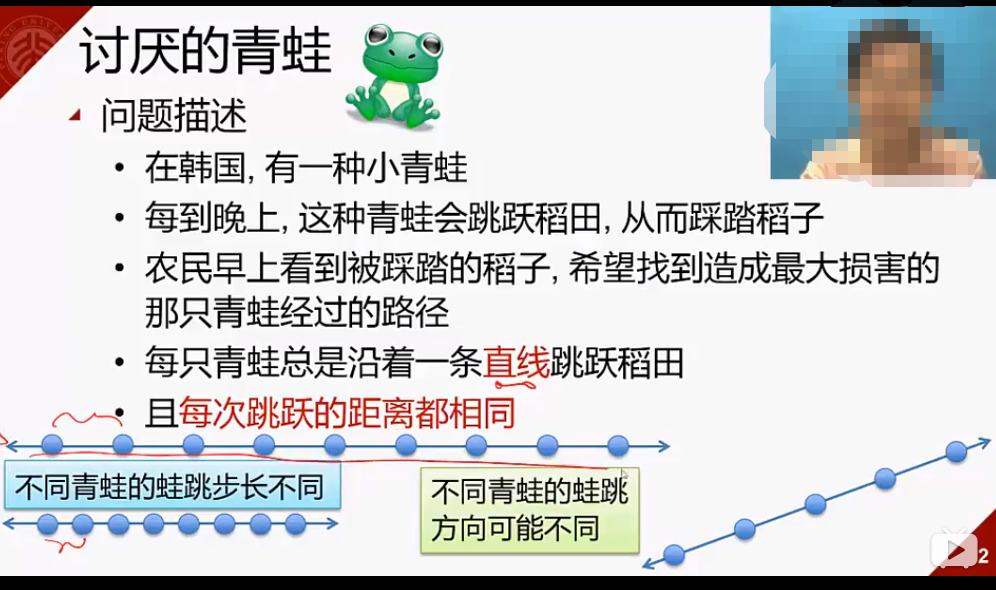 讨厌的青蛙
问题描述
• 在韩国, 有一种小青蛙
• 每到晚上, 这种青蛙会跳跃稻田, 从而踩踏稻子
• 农民早上看到被踩踏的稻子, 希望找到造成最大损害的
那只青蛙经过的路径
• 每只青蛙总是沿着一条直线跳跃稻田
• 且每次跳跃的距离都相同
不同青蛙的蛙跳步长不同
不同青蛙的蛙跳
方向可能不同
2